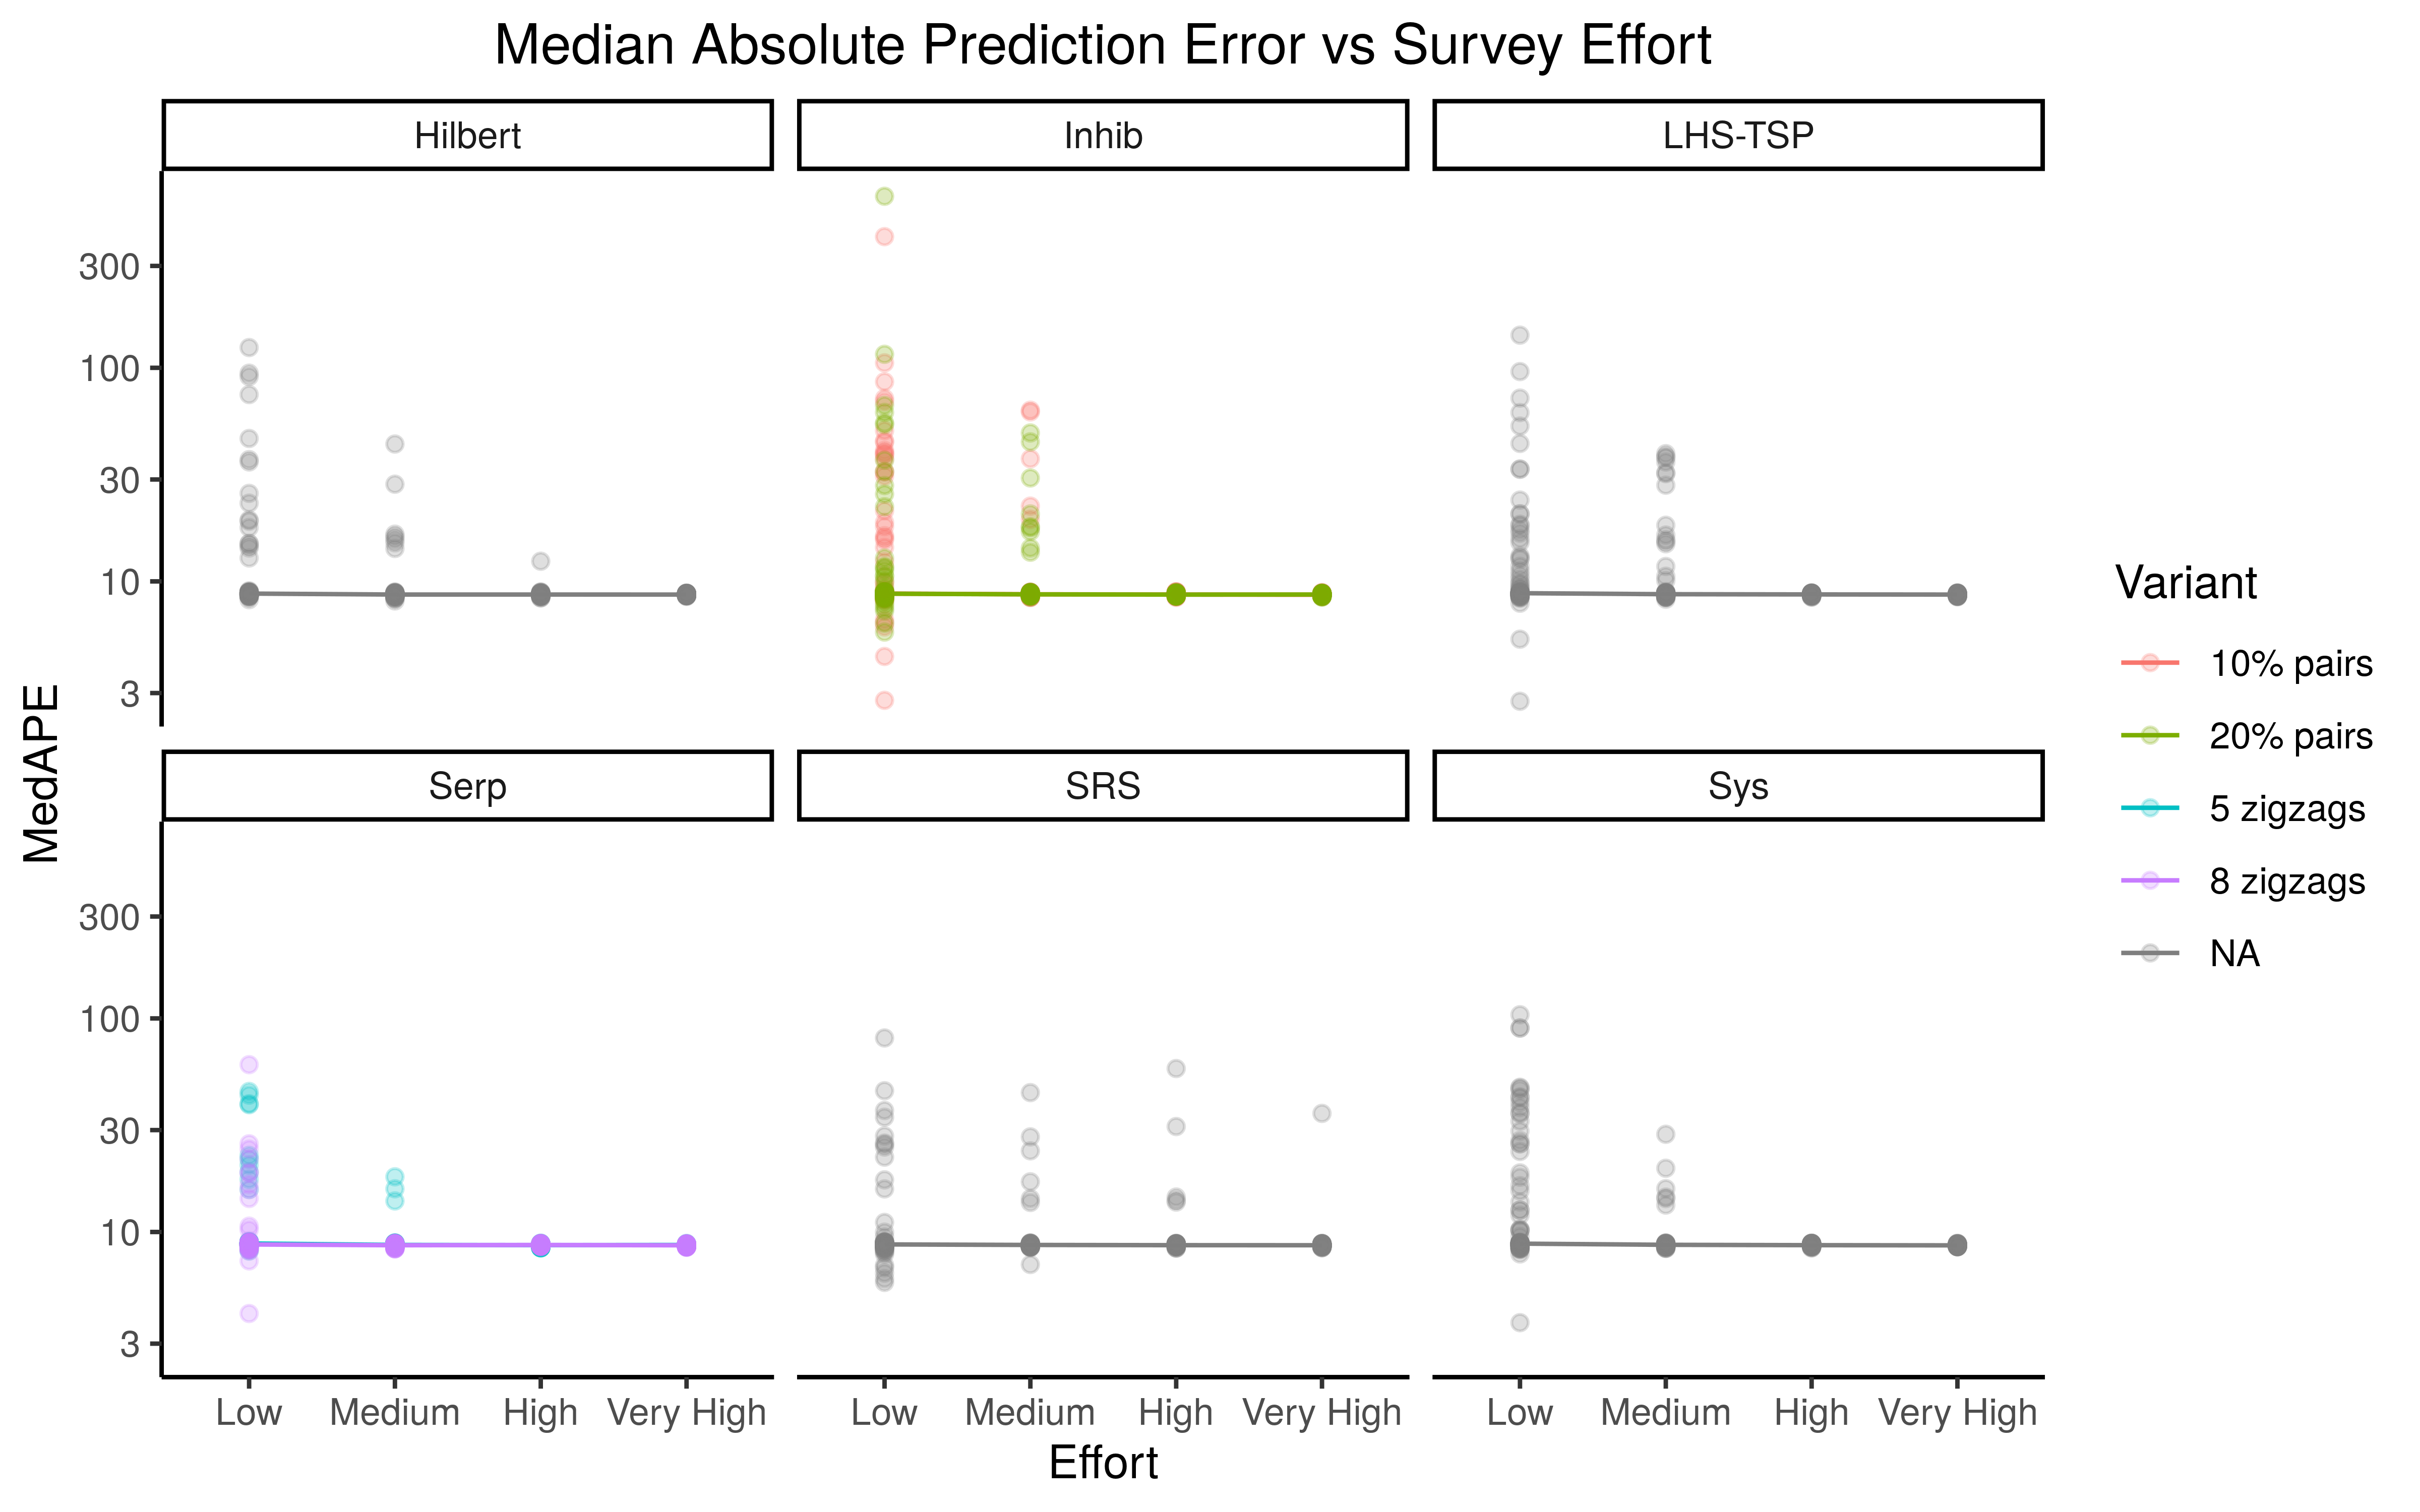 Median Absolute Prediction Error vs Survey Effort
Hilbert
Inhib
LHS-TSP
300
100
30
10
3
Serp
SRS
Sys
300
100
30
10
3
Low Medium High Very High
Low Medium High Very High
Low Medium High Very High
Effort
MedAPE
Variant
10% pairs
20% pairs
5 zigzags
8 zigzags
NA